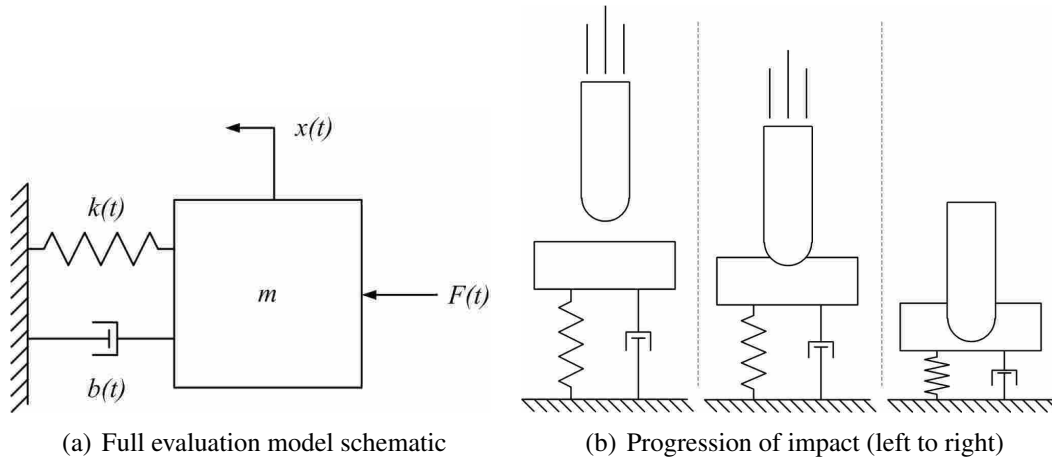 x(t)
k(t)
m
F(t)
b(t)
(a) Full evaluation model schematic
(b) Progression of impact (left to right)